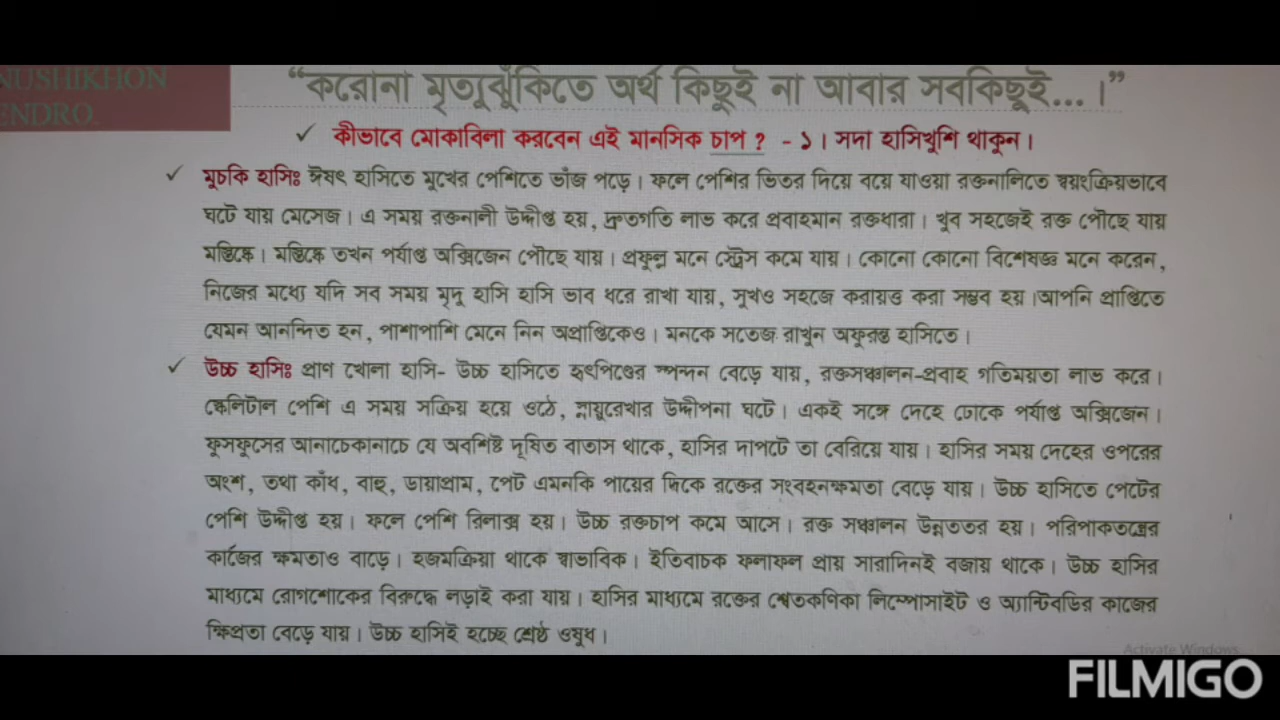 NUSHIKHON
ENDRO.
“করোনা মৃত্যুঝুঁকিতে অর্থ কিছুই না আবার সবকিছুই... ।”
✓ কীভাবে মোকাবিলা করবেন এই মানসিক চাপ ? - ১। সদা হাসিখুশি থাকুন।
✓ মুচকি হাসিঃ ঈষৎ হাসিতে মুখের পেশিতে ভাঁজ পড়ে। ফলে পেশির ভিতর দিয়ে বয়ে যাওয়া রক্তনালিতে স্বয়ংক্রিয়ভাবে
ঘটে যায় মেসেজ। এ সময় রক্তনালী উদ্দীপ্ত হয়, দ্রুতগতি লাভ করে প্রবাহমান রক্তধারা। খুব সহজেই রক্ত পৌছে যায়
মস্তিষ্কে। মস্তিষ্কে তখন পর্যাপ্ত অক্সিজেন পৌছে যায়। প্রফুল্ল মনে স্ট্রেস কমে যায়। কোনো কোনো বিশেষজ্ঞ মনে করেন,
নিজের মধ্যে যদি সব সময় মৃদু হাসি হাসি ভাব ধরে রাখা যায়, সুখও সহজে করায়ও করা সম্ভব হয়।আপনি প্রাপ্তিতে
যেমন আনন্দিত হন, পাশাপাশি মেনে নিন অপ্রাপ্তিকেও। মনকে সতেজ রাখুন অফুরন্ত হাসিতে।
✓ উচ্চ হাসিঃ প্রাণ খোলা হাসি- উচ্চ হাসিতে হৃৎপিণ্ডের স্পন্দন বেড়ে যায়, রক্তসঞ্চালন-প্রবাহ গতিময়তা লাভ করে।
স্কেলিটাল পেশি এ সময় সক্রিয় হয়ে ওঠে, স্নায়ুরেখার উদ্দীপনা ঘটে। একই সঙ্গে দেহে ঢোকে পর্যাপ্ত অক্সিজেন।
ফুসফুসের আনাচেকানাচে যে অবশিষ্ট দূষিত বাতাস থাকে, হাসির দাপটে তা বেরিয়ে যায়। হাসির সময় দেহের ওপরের
অংশ, তথা কাঁধ, বাহু, ডায়াপ্রাম, পেট এমনকি পায়ের দিকে রক্তের সংবহনক্ষমতা বেড়ে যায়। উচ্চ হাসিতে পেটের
পেশি উদ্দীপ্ত হয়। ফলে পেশি রিলাক্স হয়। উচ্চ রক্তচাপ কমে আসে। রক্ত সঞ্চালন উন্নততর হয়। পরিপাকতন্ত্রের
কার্জের ক্ষমতাও বাড়ে। হজমক্রিয়া থাকে স্বাভাবিক। ইতিবাচক ফলাফল প্রায় সারাদিনই বজায় থাকে। উচ্চ হাসির
মাধ্যমে রোগশোকের বিরুদ্ধে লড়াই করা যায়। হাসির মাধ্যমে রক্তের শ্বেতকণিকা লিম্পোসাইট ও অ্যান্টিবডির কাজের
ক্ষিপ্রতা বেড়ে যায়। উচ্চ হাসিই হচ্ছে শ্রেষ্ঠ ওষুধ।
Activate Windows
FILMIGO